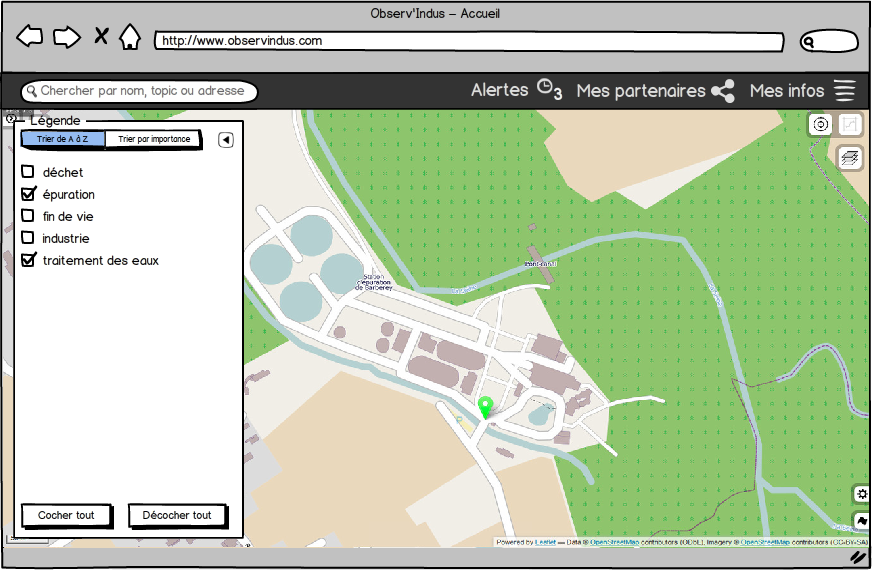 Observ'Indus – Accueil
http://www.observindus.com
Chercher par nom, topic ou adresse
Alertes 3 Mes partenaires Mes infos
Légende
Trier de A à Z Trier par importance
déchet
épuration
fin de vie
industrie
traitement des eaux
Station
d'épuration
de Barberey
Cocher tout Décocher tout
Powered by Leaflet — Data © OpenStreetMap contributors (ODbL), Imagery © OpenStreetMap contributors (CC-BY-SA)